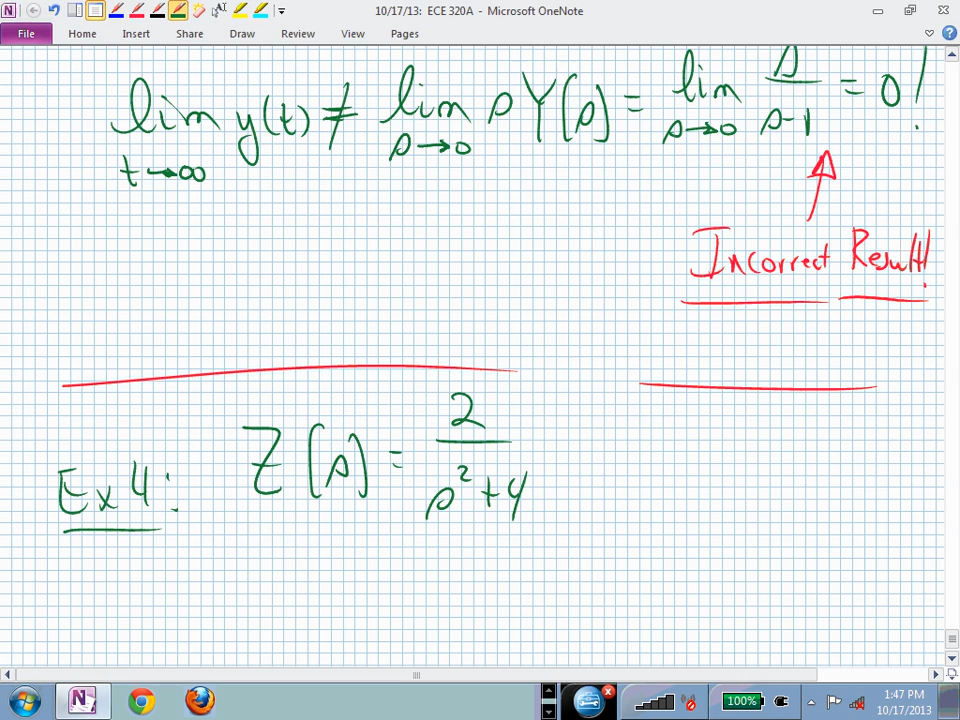 10/17/13: ECE 320A - Microsoft OneNote
File Home Insert Share Draw Review View Pages
lim y(t) ≠ lim s Y(s) = lim s/(s-1) = 0!
t→∞ s→0 s→0
Incorrect Result!
Ex 4: Z(s) = 2/(s²+4)
100% 1:47 PM
10/17/2013